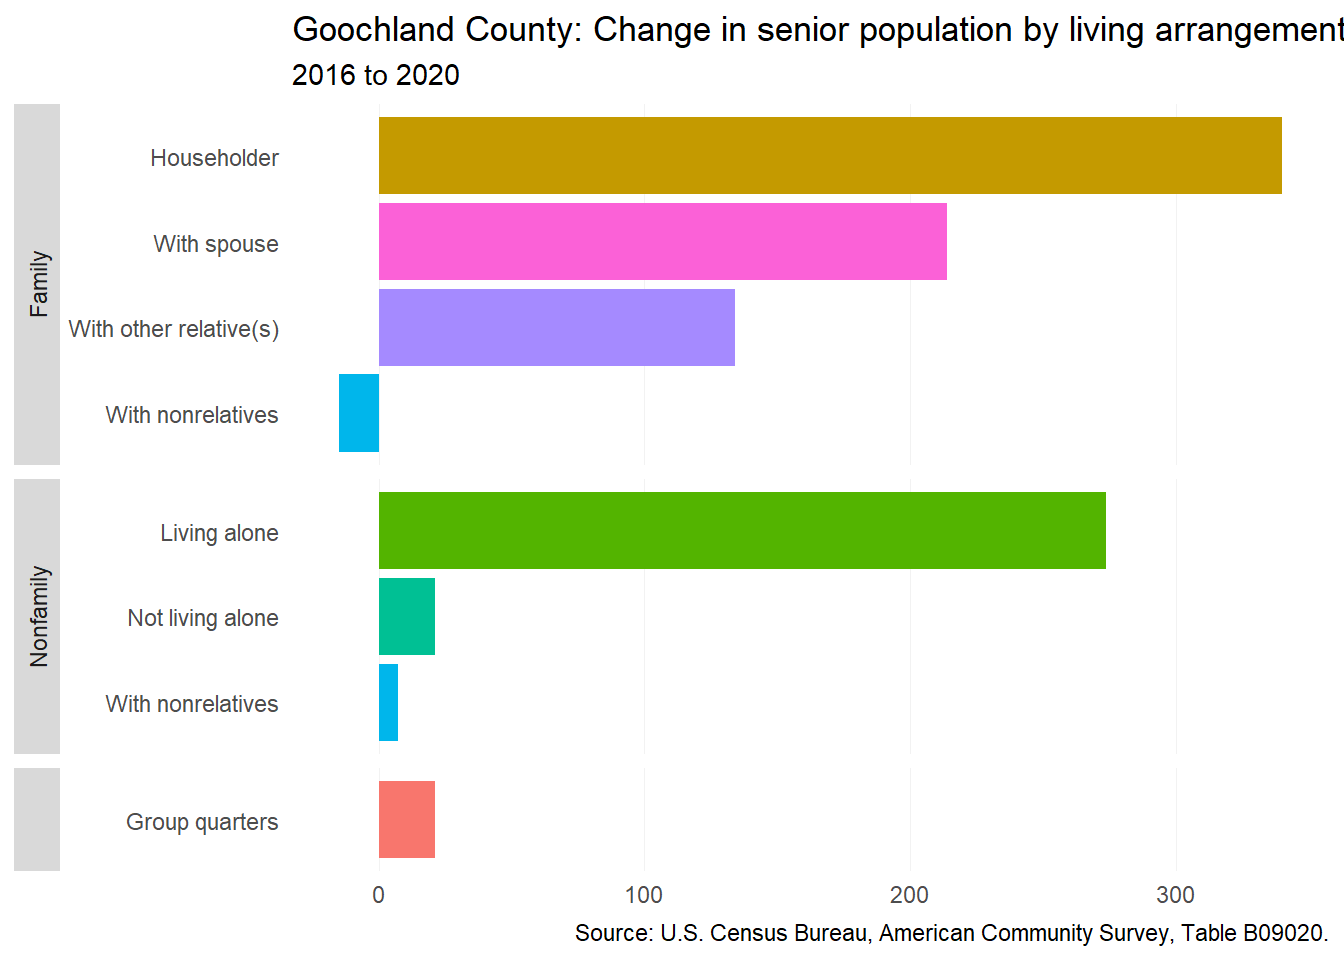 Goochland County: Change in senior population by living arrangement
2016 to 2020
Family
Householder
With spouse
With other relative(s)
With nonrelatives
Nonfamily
Living alone
Not living alone
With nonrelatives
Group quarters
0 100 200 300
Source: U.S. Census Bureau, American Community Survey, Table B09020.